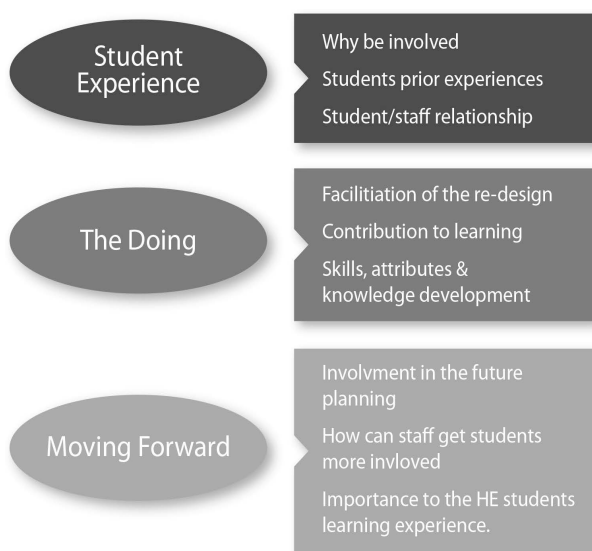 Student
Experience
Why be involved
Students prior experiences
Student/staff relationship
The Doing
Facilitiation of the re-design
Contribution to learning
Skills, attributes &
knowledge development
Moving Forward
Involvment in the future
planning
How can staff get students
more invloved
Importance to the HE students
learning experience.